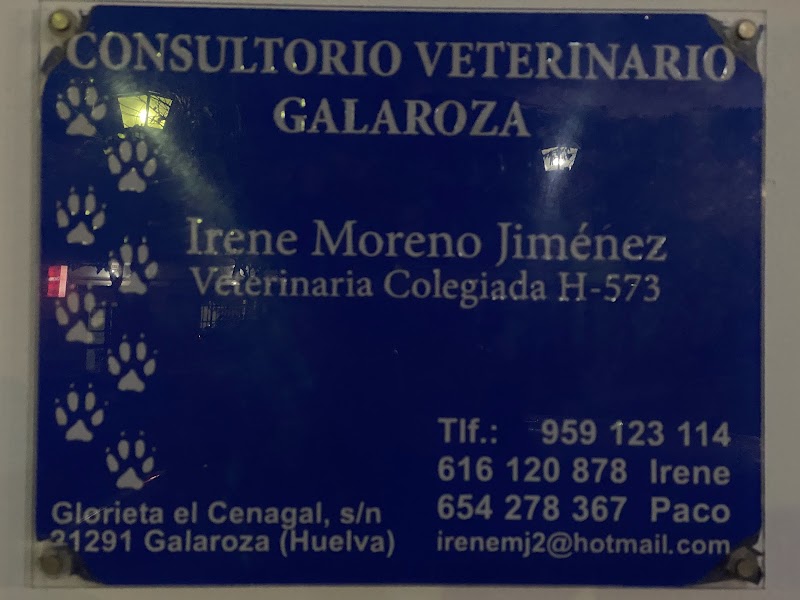 CONSULTORIO VETERINARIO
GALAROZA
Irene Moreno Jiménez
Veterinaria Colegiada H-573
Tlf.: 959 123 114
616 120 878 Irene
654 278 367 Paco
irenemj2@hotmail.com
Glorieta el Cenagal, s/n
21291 Galaroza (Huelva)